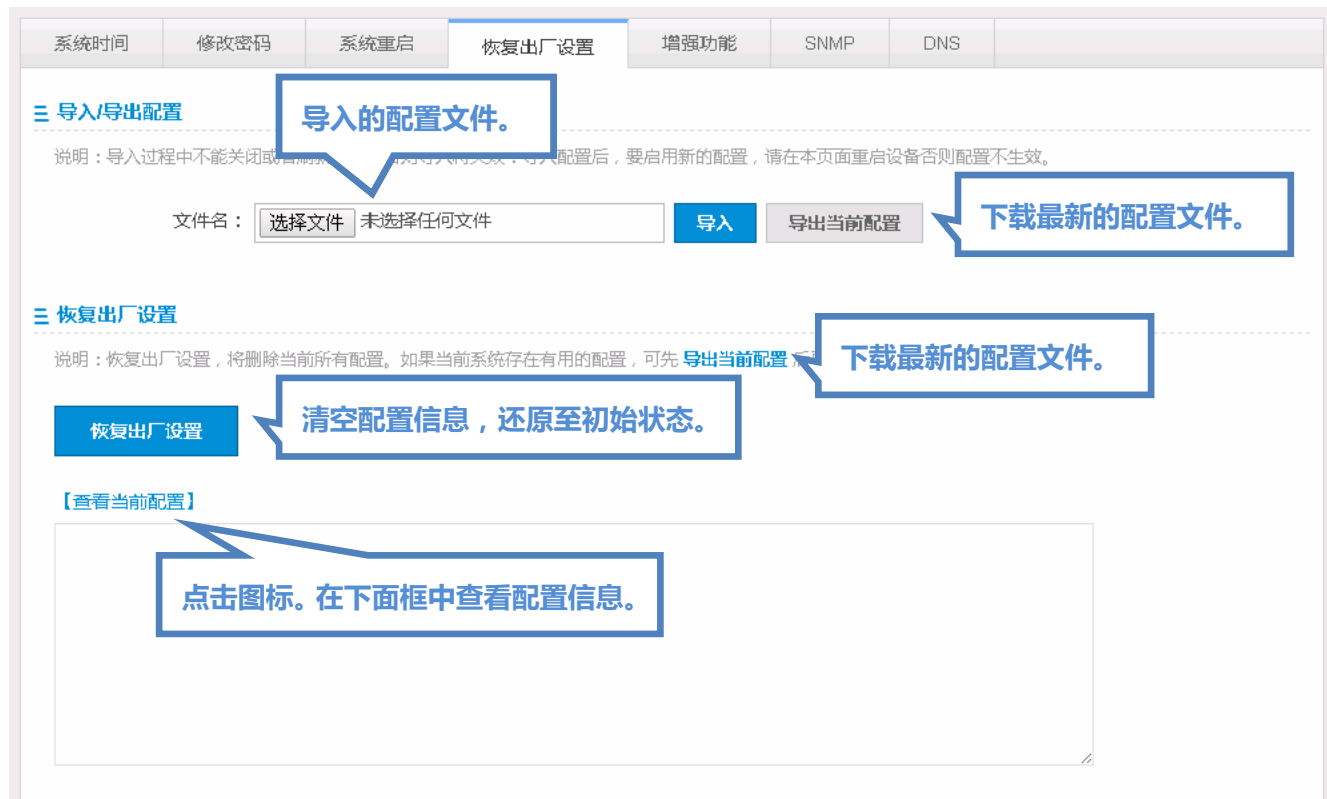 系统时间 修改密码 系统重启 恢复出厂设置 增强功能 SNMP DNS
导入/导出配置
导入的配置文件。
说明：导入过程中不能关闭或者刷新 导入配置后，要启用新的配置，请在本页面重启设备否则配置不生效。
文件名： 选择文件 未选择任何文件 导入 导出当前配置
下载最新的配置文件。
恢复出厂设置
说明：恢复出厂设置，将删除当前所有配置。如果当前系统存在有用的配置，可先 导出当前配置
下载最新的配置文件。
恢复出厂设置
清空配置信息，还原至初始状态。
【查看当前配置】
点击图标。在下面框中查看配置信息。